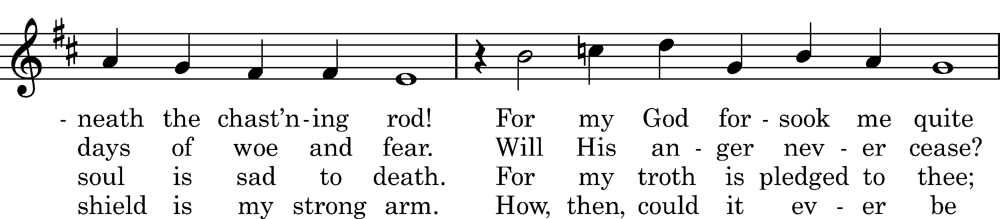 - neath the chast’n - ing rod! For my God for - sook me quite
days of woe and fear. Will His an - ger nev - er cease?
soul is sad to death. For my troth is pledged to thee;
shield is my strong arm. How, then, could it ev - er be